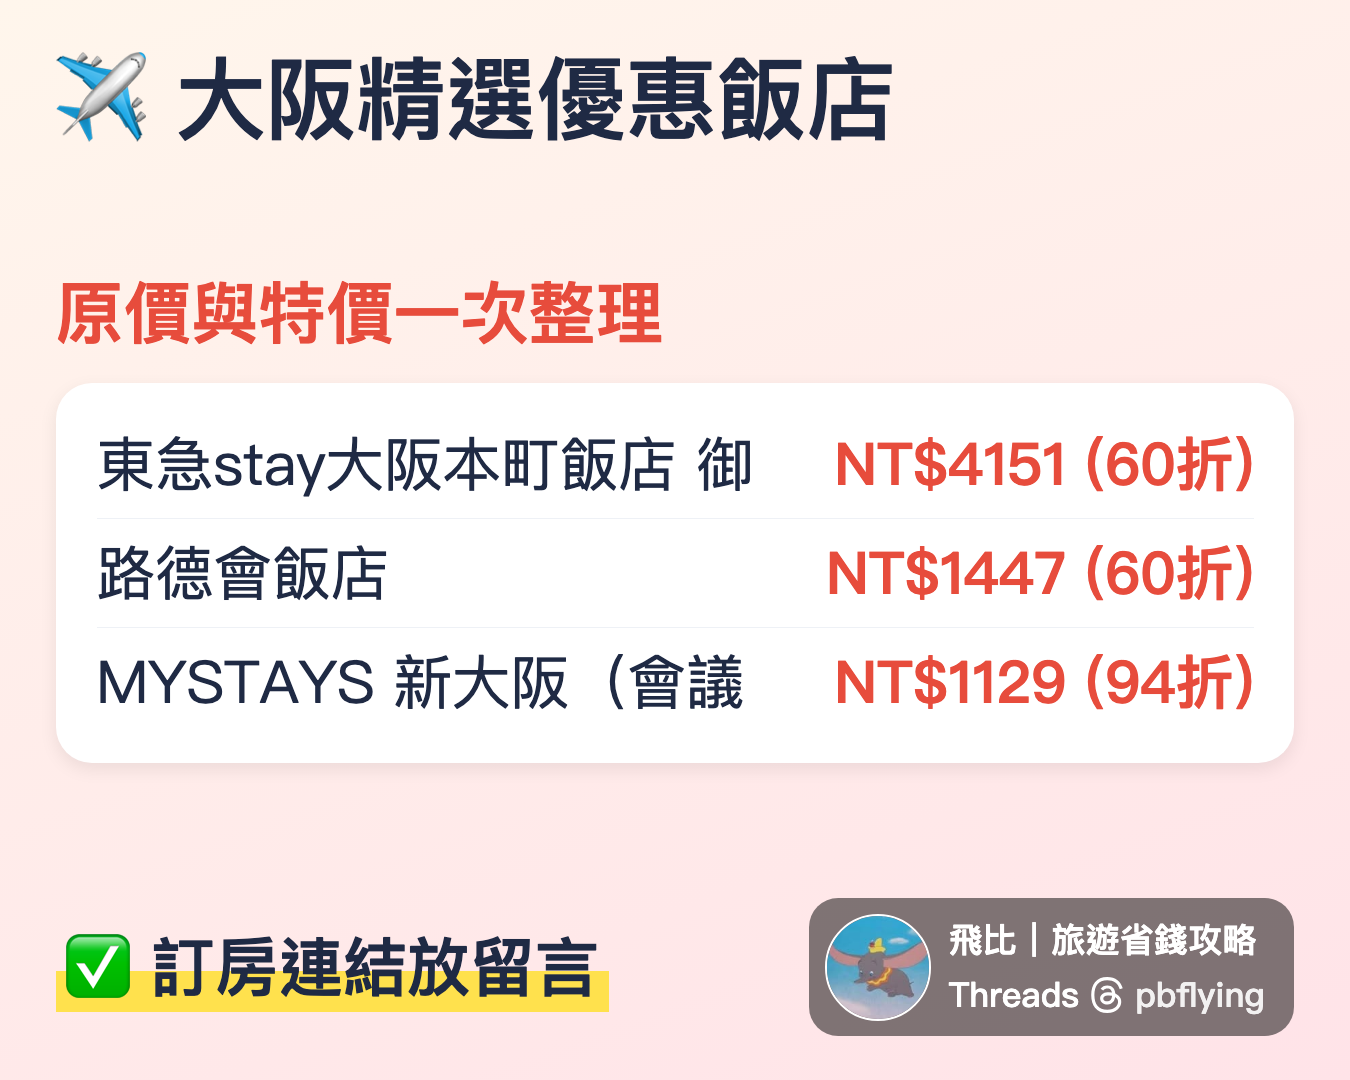 ✈️ 大阪精選優惠飯店
原價與特價一次整理
東急stay大阪本町飯店 御 NT$4151 (60折)
路德會飯店 NT$1447 (60折)
MYSTAYS 新大阪（會議 NT$1129 (94折)
✅ 訂房連結放留言
飛比｜旅遊省錢攻略
Threads @ pbflying